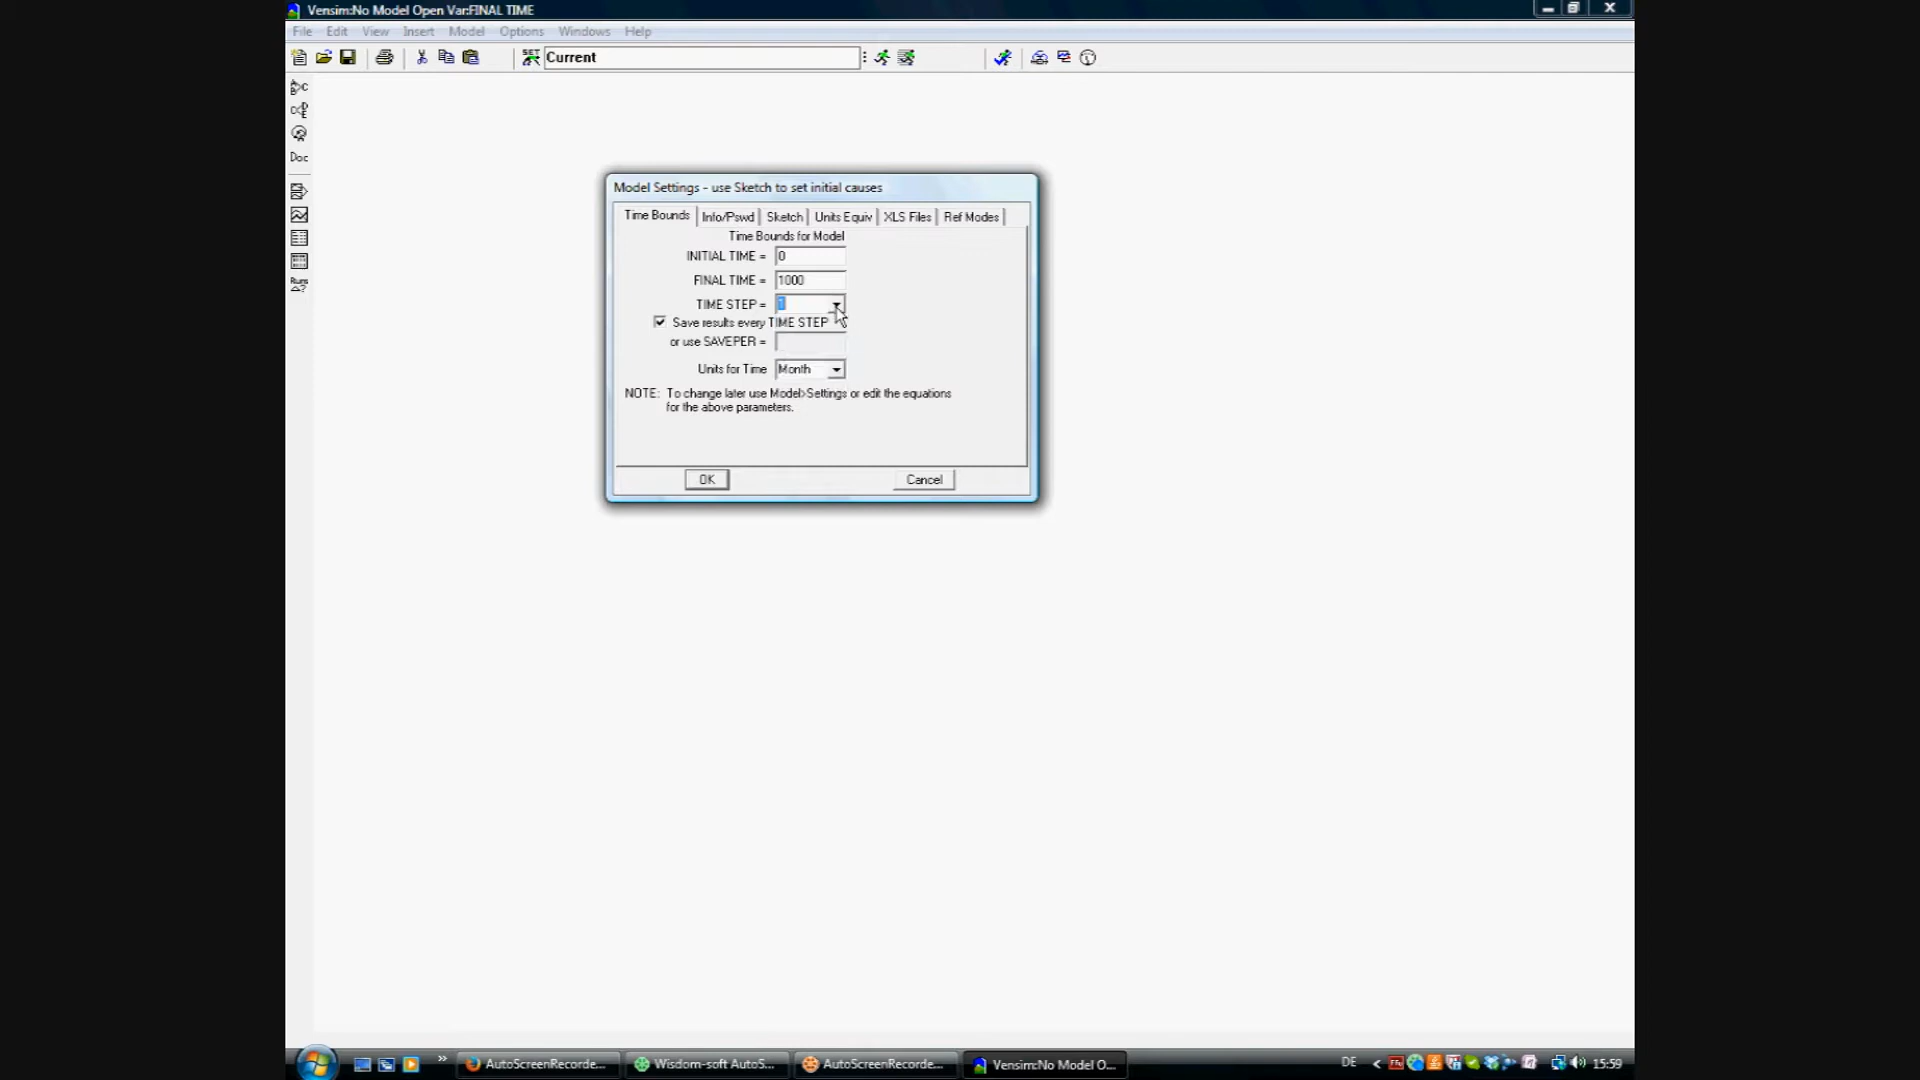 Vensim:No Model Open Var:FINAL TIME
File Edit View Insert Model Options Windows Help
SET Current
Doc
Runs
Model Settings - use Sketch to set initial causes
Time Bounds Info/Pswd Sketch Units Equiv XLS Files Ref Modes
Time Bounds for Model
INITIAL TIME = 0
FINAL TIME = 1000
TIME STEP = 1
Save results every TIME STEP
or use SAVEPER =
Units for Time Month
NOTE: To change later use Model>Settings or edit the equations
for the above parameters.
OK Cancel
AutoScreenRecorde... Wisdom-soft AutoS... AutoScreenRecorde... Vensim:No Model O... DE 15:59